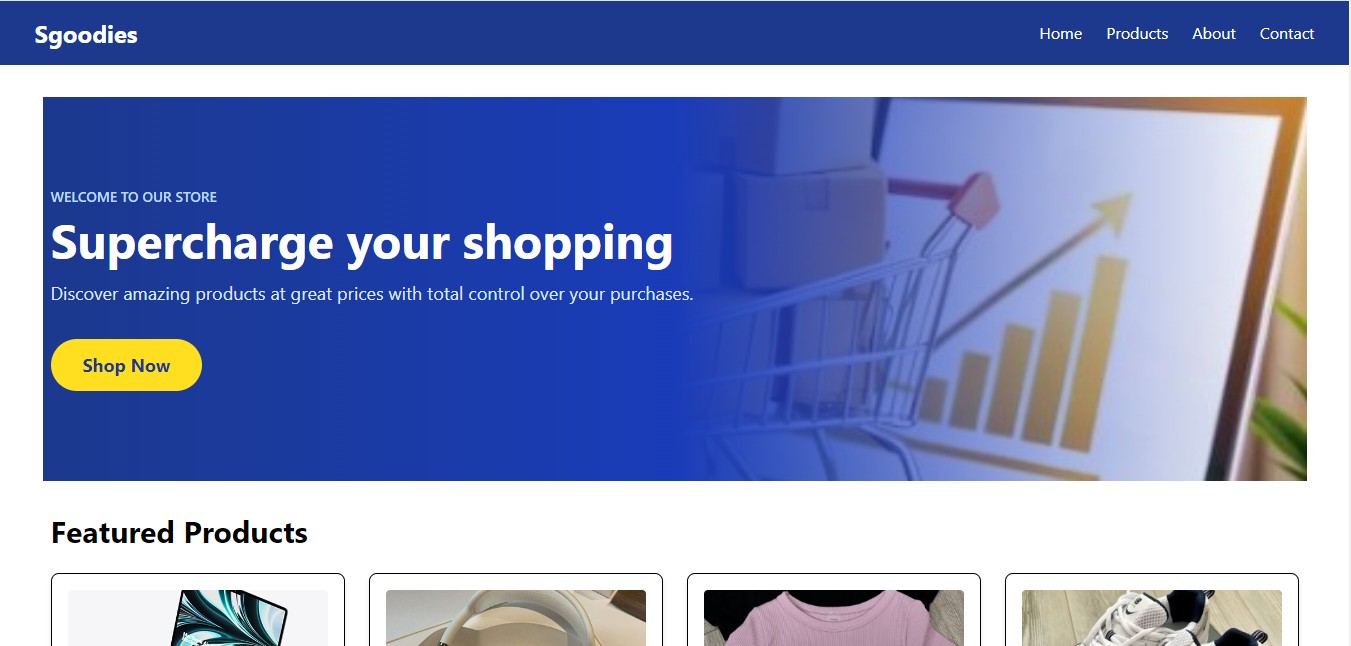 Sgoodies
Home Products About Contact
WELCOME TO OUR STORE
Supercharge your shopping
Discover amazing products at great prices with total control over your purchases.
Shop Now
Featured Products